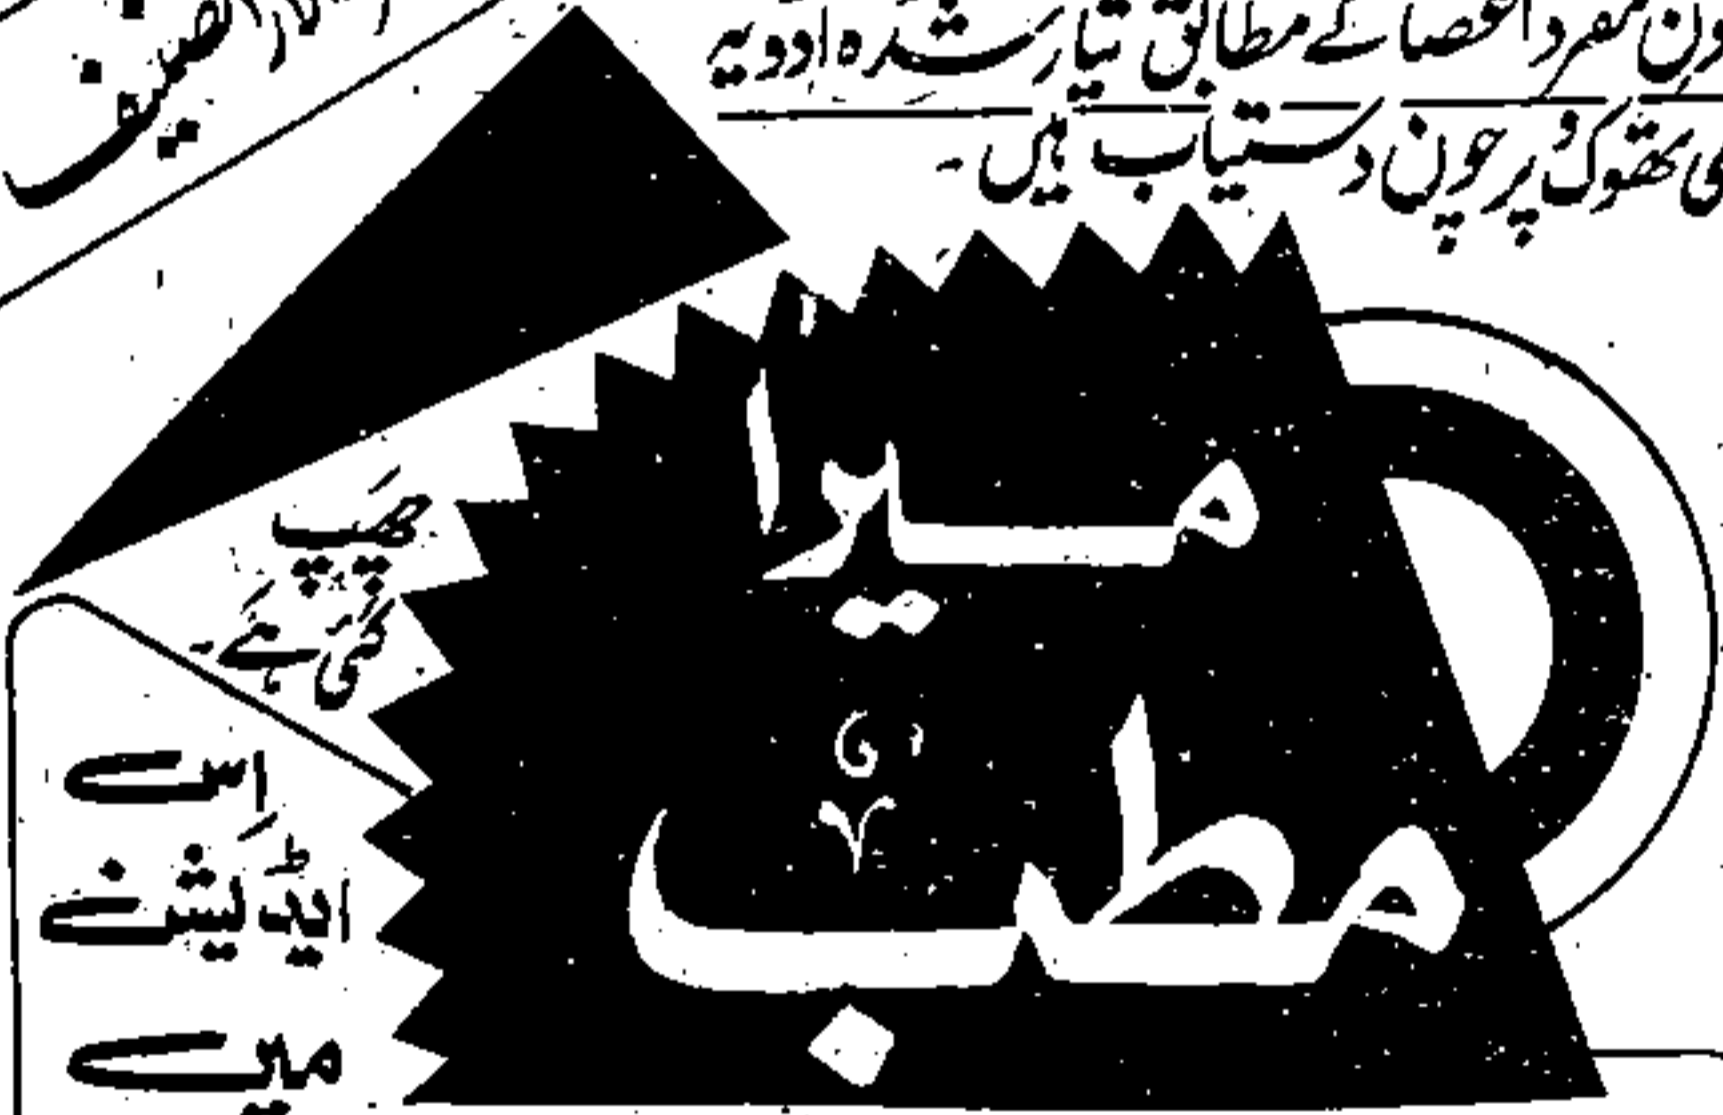 مفرد اعضا کے مطابق تیار شدہ ادویہ
تھوک و پرچون دستیاب ہیں۔
میرا
مطب
چھپ
گئی ہے۔
اس
ایڈیشن
میں